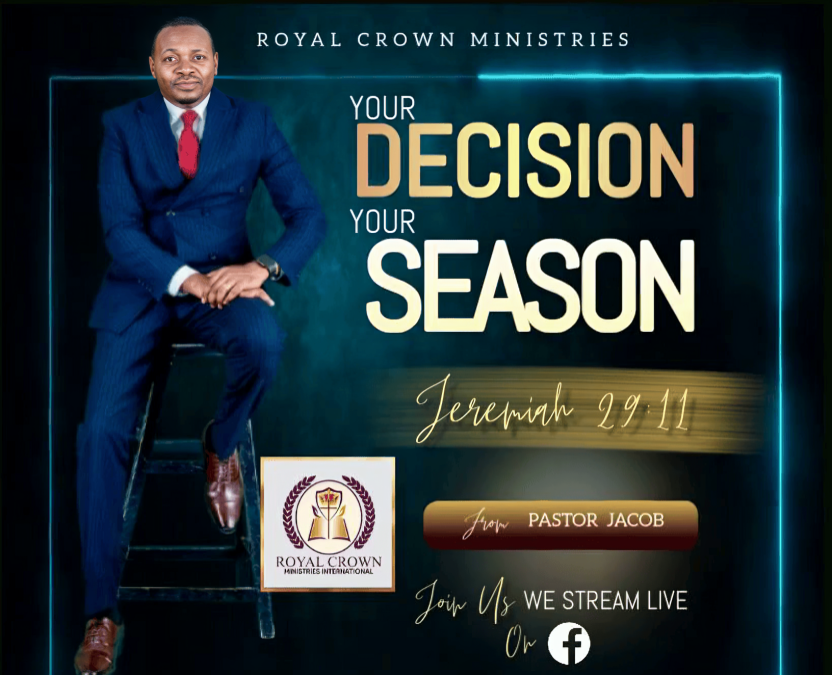 ROYAL CROWN MINISTRIES
YOUR
DECISION
YOUR
SEASON
Jeremiah 29:11
From PASTOR JACOB
ROYAL CROWN
MINISTRIES INTERNATIONAL
Join Us WE STREAM LIVE
On f